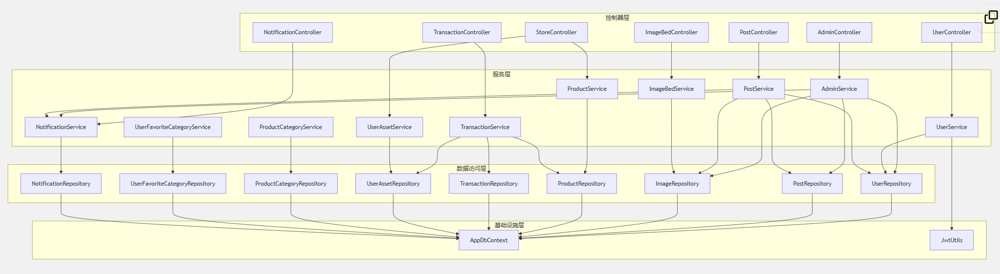 控制器层
NotificationController
TransactionController
StoreController
ImageBedController
PostController
AdminController
UserController
服务层
ProductService
ImageBedService
PostService
AdminService
NotificationService
UserFavoriteCategoryService
ProductCategoryService
UserAssetService
TransactionService
UserService
数据访问层
NotificationRepository
UserFavoriteCategoryRepository
ProductCategoryRepository
UserAssetRepository
TransactionRepository
ProductRepository
ImageRepository
PostRepository
UserRepository
基础设施层
AppDbContext
JwtUtils